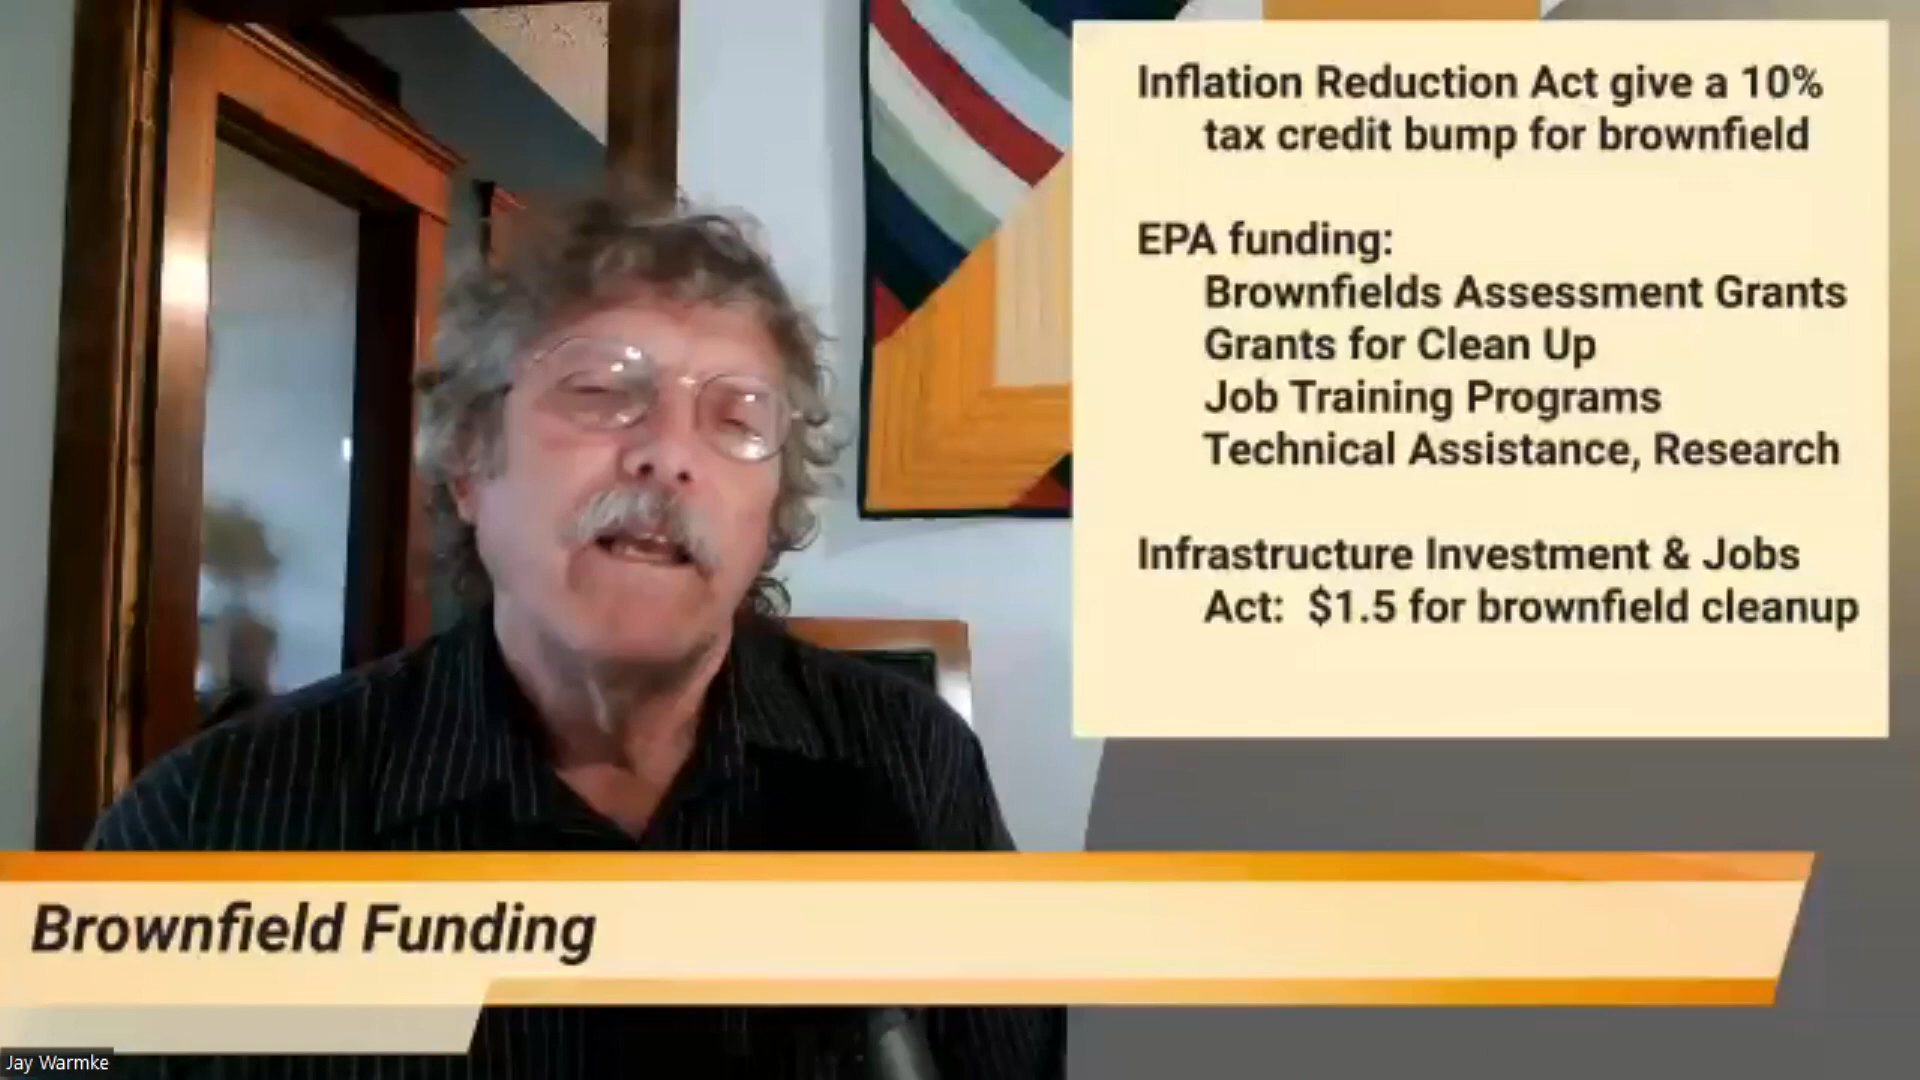 Inflation Reduction Act give a 10%
tax credit bump for brownfield
EPA funding:
Brownfields Assessment Grants
Grants for Clean Up
Job Training Programs
Technical Assistance, Research
Infrastructure Investment & Jobs
Act: $1.5 for brownfield cleanup
Brownfield Funding
Jay Warmke